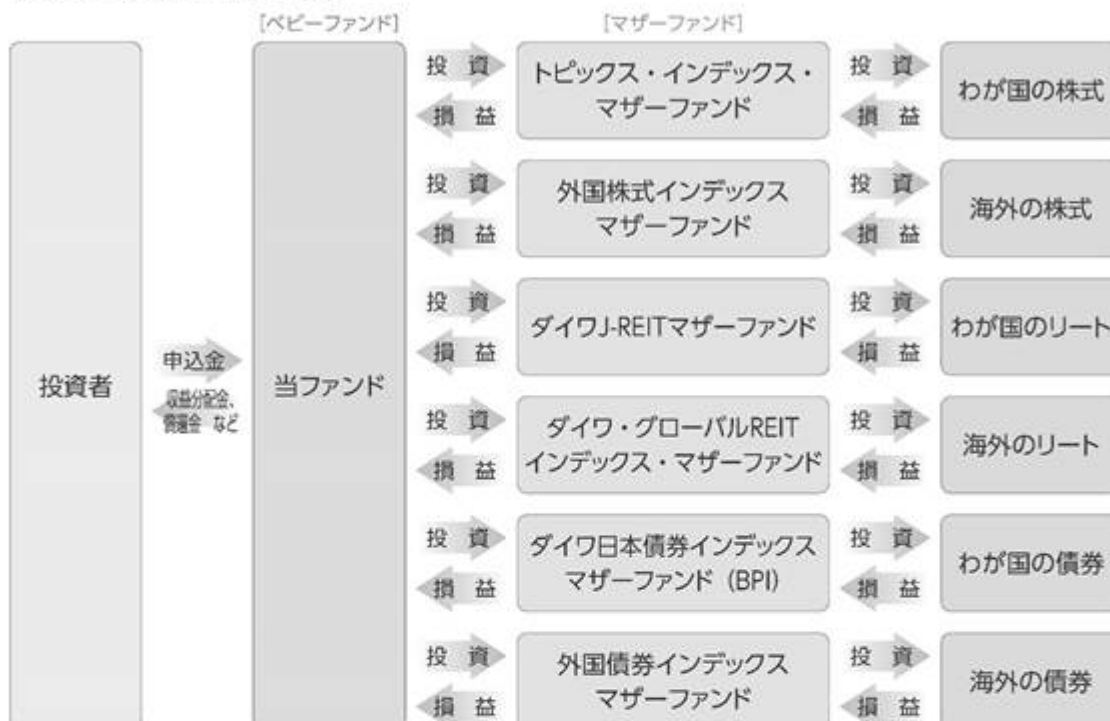 [ベビーファンド]
[マザーファンド]
投資者
申込金
収益分配金、
償還金 など
当ファンド
投 資
損 益
トピックス・インデックス・
マザーファンド
投 資
損 益
わが国の株式
投 資
損 益
外国株式インデックス
マザーファンド
投 資
損 益
海外の株式
投 資
損 益
ダイワJ-REITマザーファンド
投 資
損 益
わが国のリート
投 資
損 益
ダイワ・グローバルREIT
インデックス・マザーファンド
投 資
損 益
海外のリート
投 資
損 益
ダイワ日本債券インデックス
マザーファンド（BPI）
投 資
損 益
わが国の債券
投 資
損 益
外国債券インデックス
マザーファンド
投 資
損 益
海外の債券